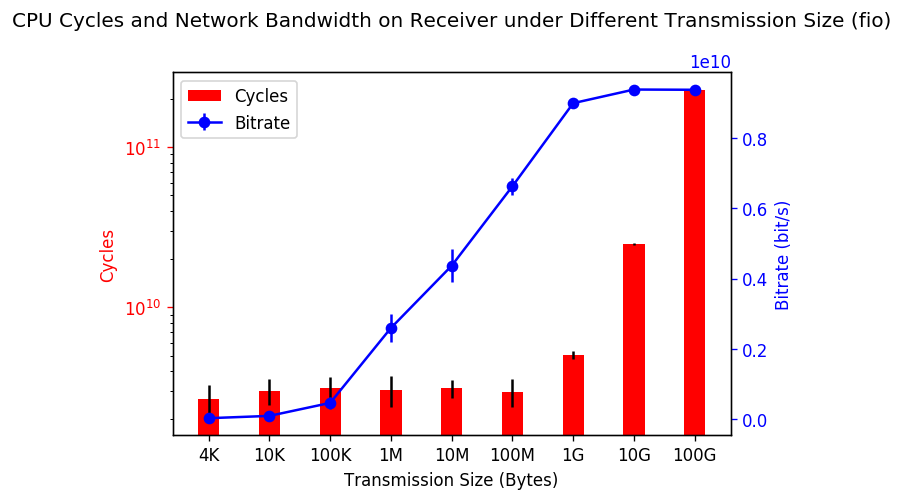 CPU Cycles and Network Bandwidth on Receiver under Different Transmission Size (fio)
1e10
Cycles
Bitrate
10^11
10^10
Cycles
0.8
0.6
0.4
0.2
0.0
Bitrate (bit/s)
4K 10K 100K 1M 10M 100M 1G 10G 100G
Transmission Size (Bytes)